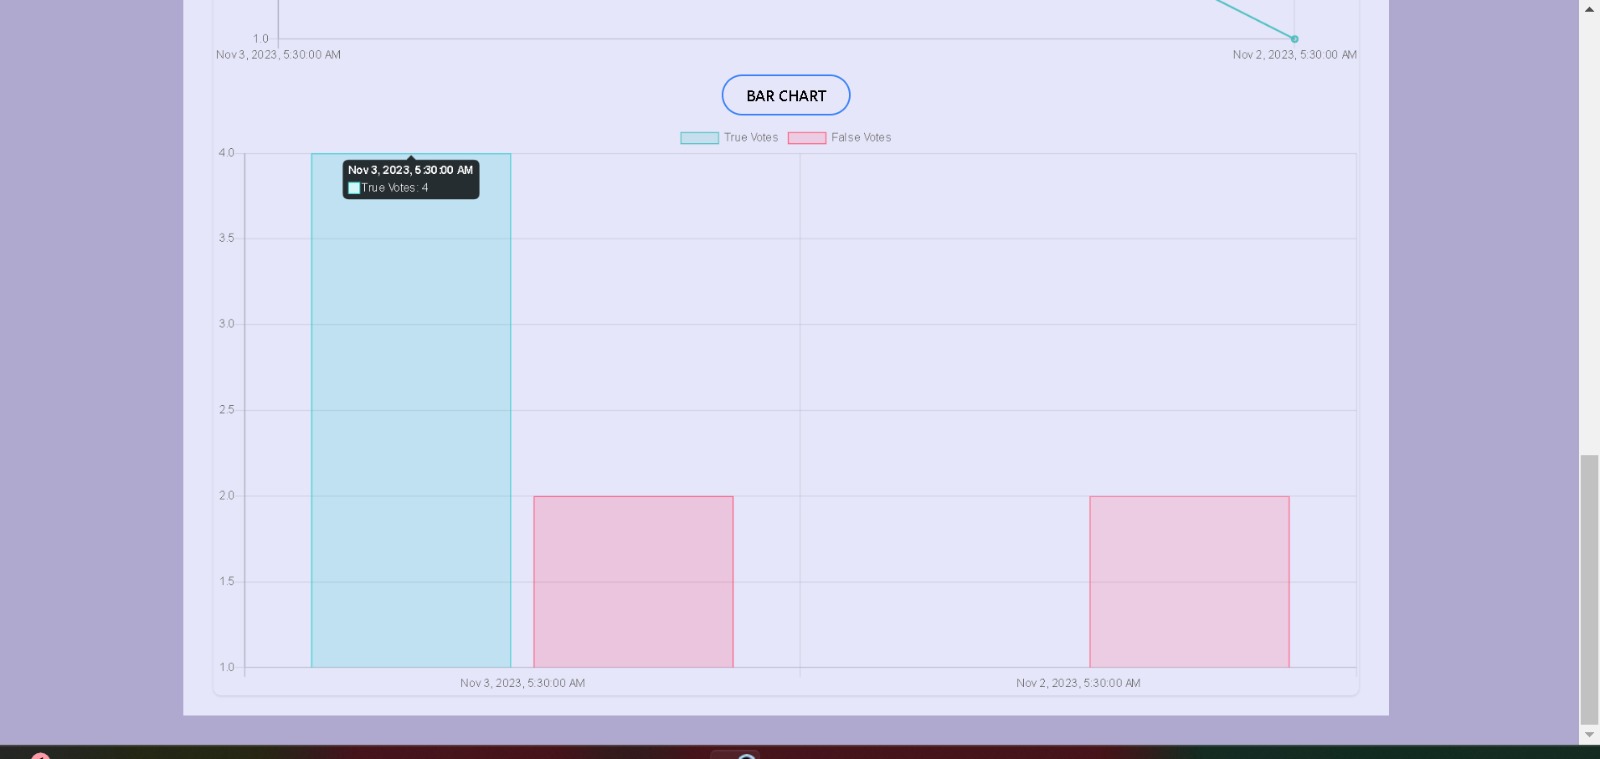 1.0
Nov 3, 2023, 5:30:00 AM
Nov 2, 2023, 5:30:00 AM
BAR CHART
True Votes
False Votes
4.0
Nov 3, 2023, 5:30:00 AM
True Votes: 4
3.5
3.0
2.5
2.0
1.5
1.0
Nov 3, 2023, 5:30:00 AM
Nov 2, 2023, 5:30:00 AM